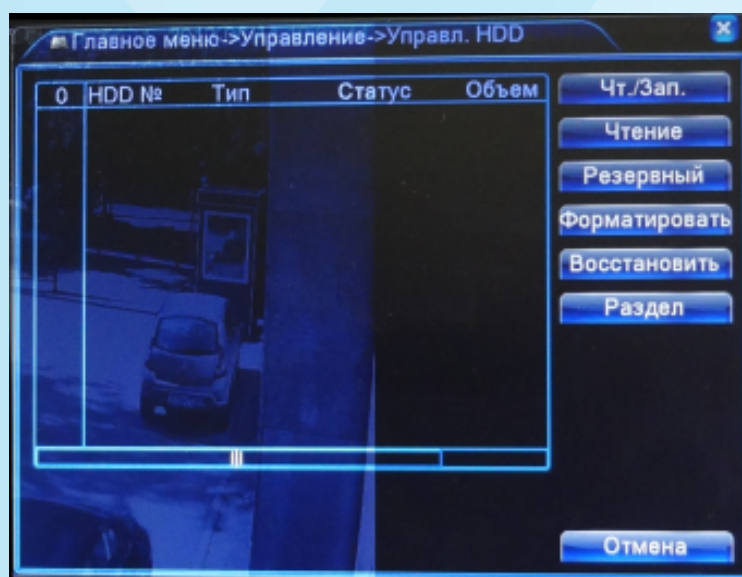 Главное меню->Управление->Управл. HDD
0 HDD № Тип Статус Объем
Чт./Зап.
Чтение
Резервный
Форматировать
Восстановить
Раздел
Отмена